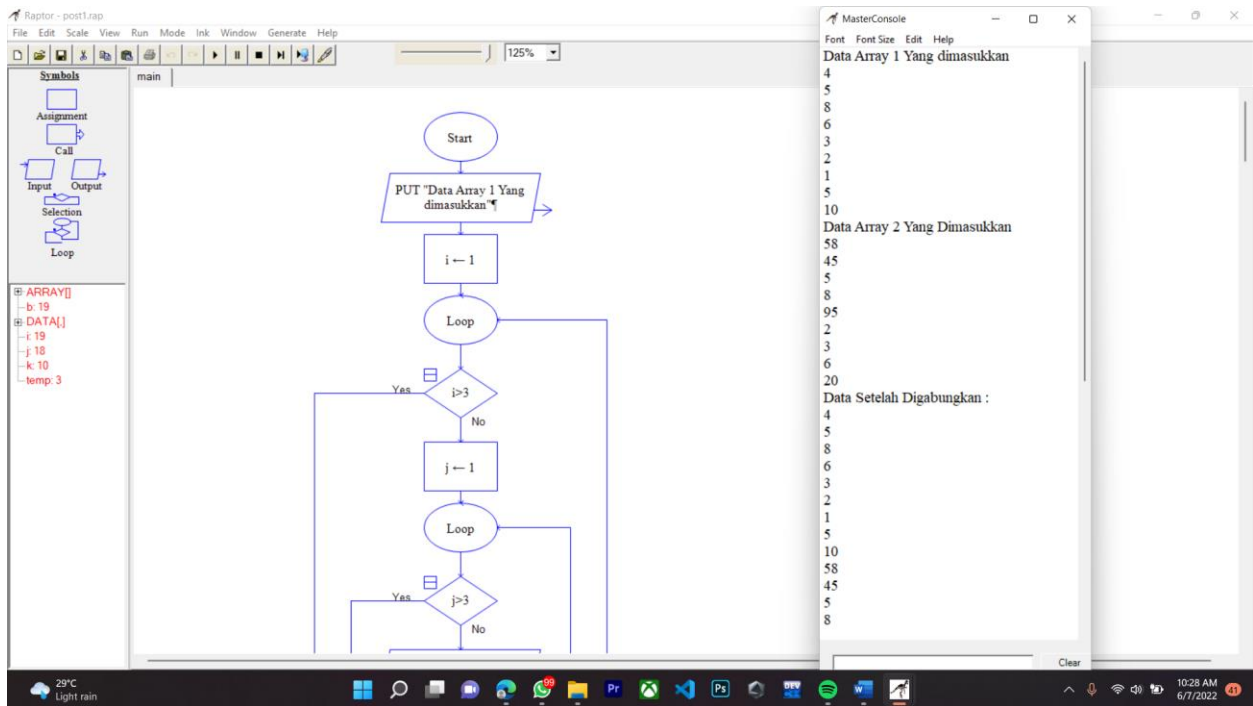 Raptor - post1.rap
File Edit Scale View Run Mode Ink Window Generate Help
125%
Symbols
Assignment
Call
Input Output
Selection
Loop
ARRAY[]
b: 19
DATA[,]
i: 19
j: 18
k: 10
temp: 3
main
Start
PUT "Data Array 1 Yang
dimasukkan"¶
i ← 1
Loop
Yes
i>3
No
j ← 1
Loop
Yes
j>3
No
MasterConsole
Font Font Size Edit Help
Data Array 1 Yang dimasukkan
4
5
8
6
3
2
1
5
10
Data Array 2 Yang Dimasukkan
58
45
5
8
95
2
3
6
20
Data Setelah Digabungkan :
4
5
8
6
3
2
1
5
10
58
45
5
8
Clear
29°C
Light rain
99
Pr
Ps
DEV
10:28 AM
6/7/2022
41